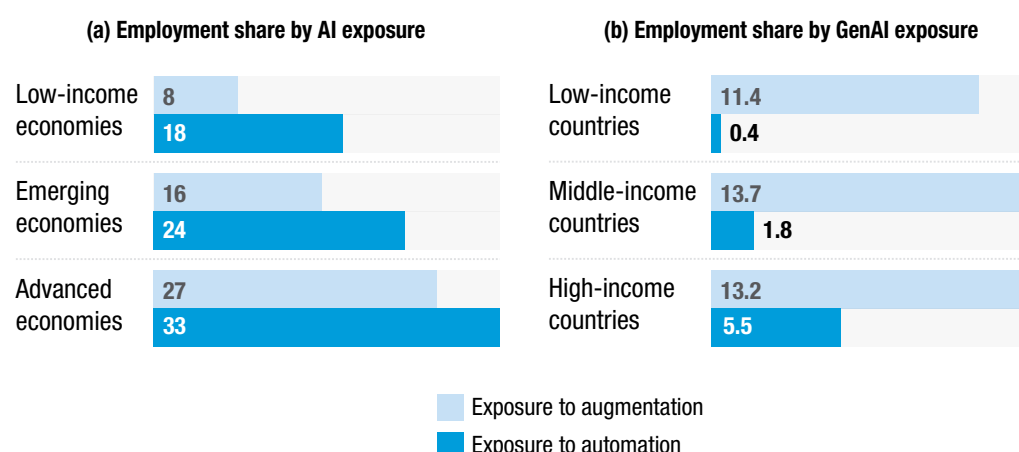 (a) Employment share by AI exposure
Low-income
economies
8
18
Emerging
economies
16
24
Advanced
economies
27
33
(b) Employment share by GenAI exposure
Low-income
countries
11.4
0.4
Middle-income
countries
13.7
1.8
High-income
countries
13.2
5.5
Exposure to augmentation
Exposure to automation